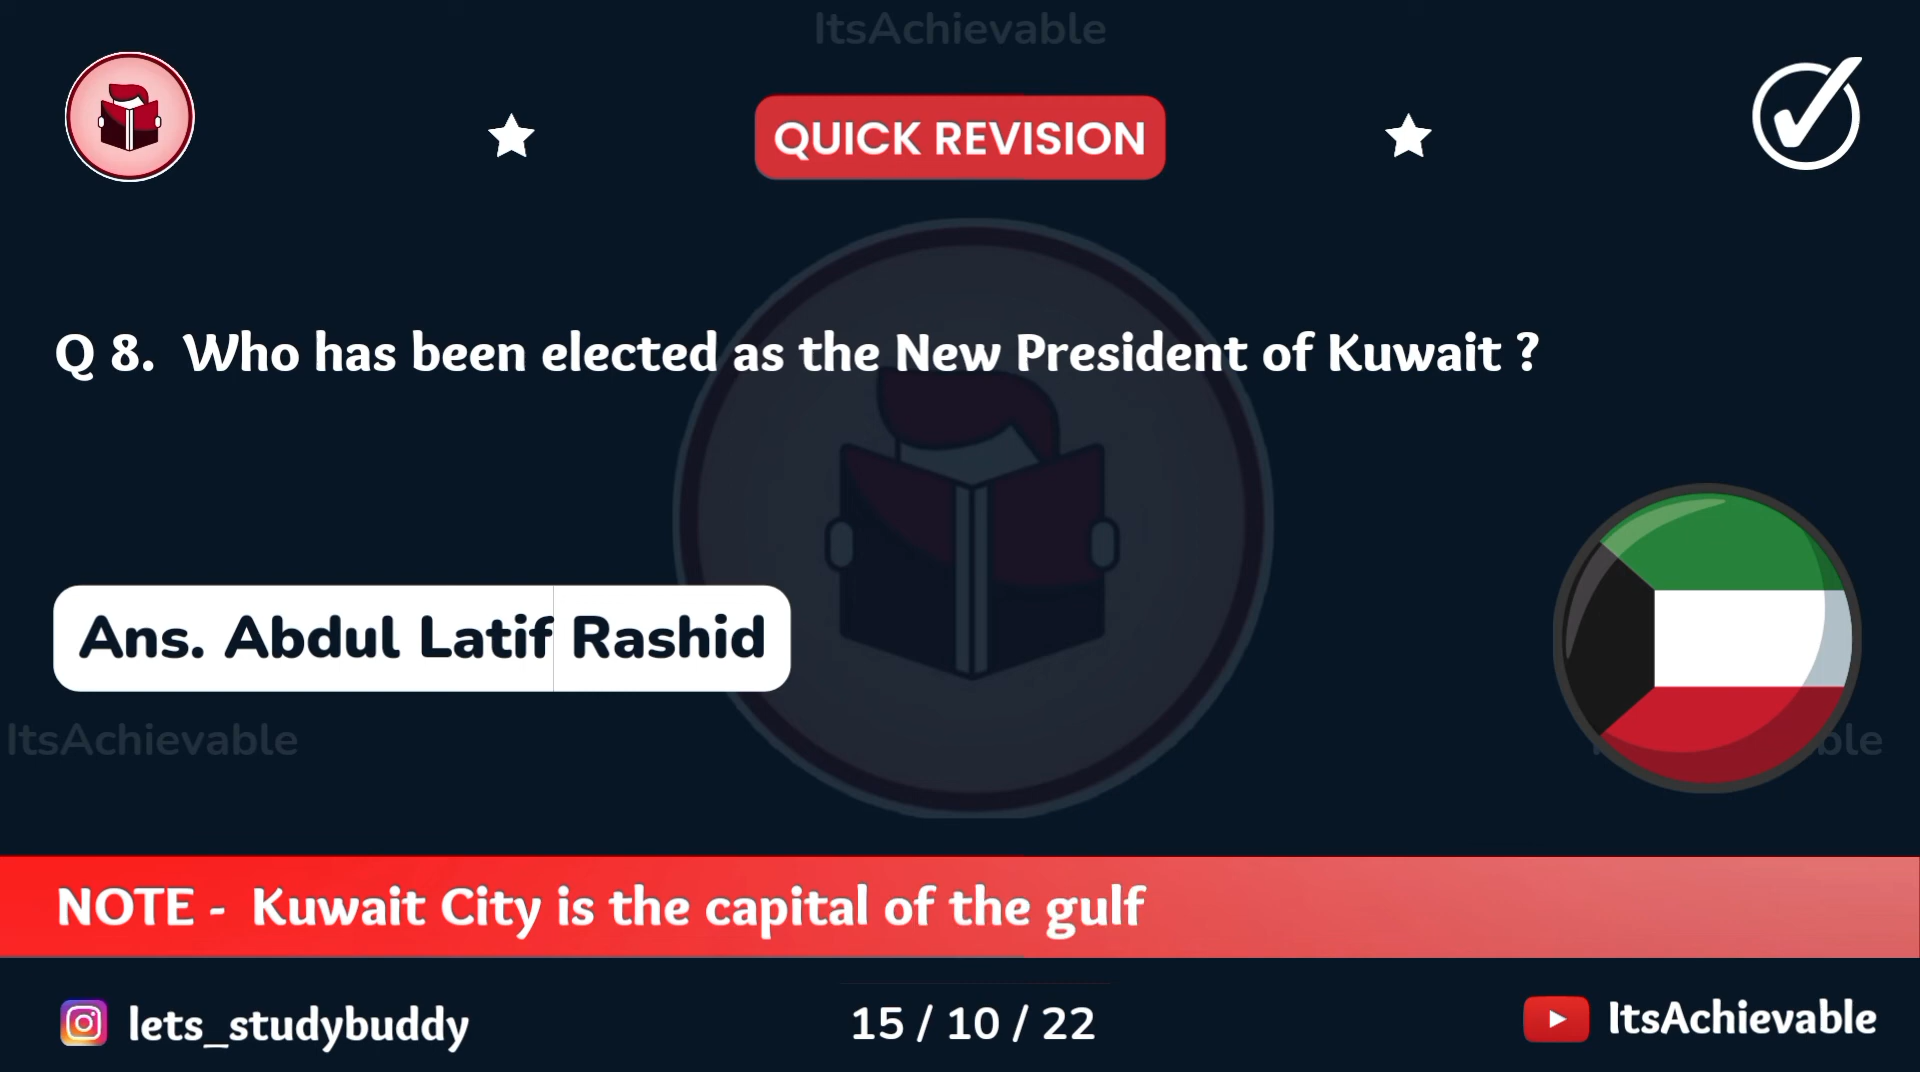 ItsAchievable
QUICK REVISION
Q 8. Who has been elected as the New President of Kuwait ?
Ans. Abdul Latif Rashid
ItsAchievable
ble
NOTE - Kuwait City is the capital of the gulf
lets_studybuddy
15 / 10 / 22
ItsAchievable